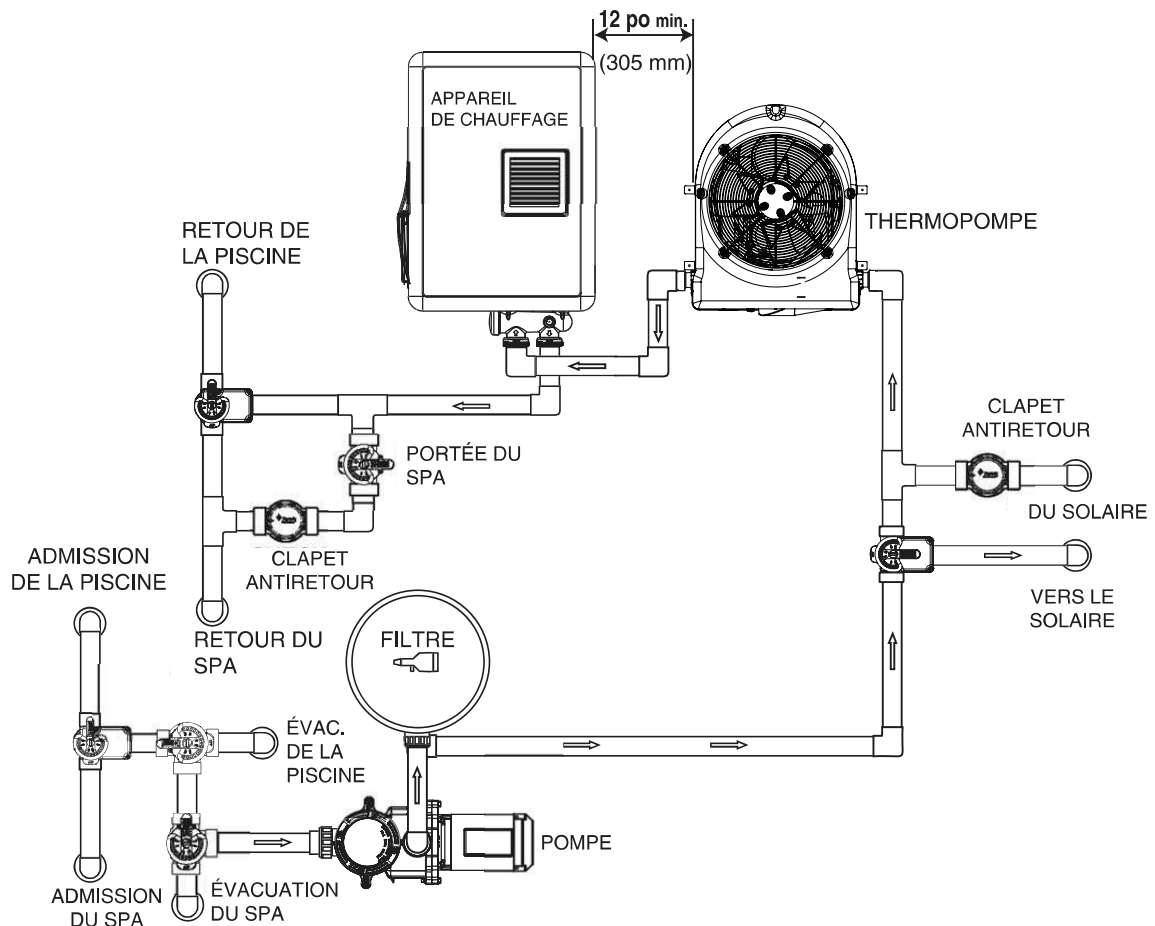 12 po min.
(305 mm)
APPAREIL
DE CHAUFFAGE
THERMOPOMPE
RETOUR DE
LA PISCINE
PORTÉE DU
SPA
CLAPET
ANTIRETOUR
CLAPET
ANTIRETOUR
DU SOLAIRE
VERS LE
SOLAIRE
ADMISSION
DE LA PISCINE
RETOUR DU
SPA
FILTRE
ÉVAC.
DE LA
PISCINE
POMPE
ADMISSION
DU SPA
ÉVACUATION
DU SPA